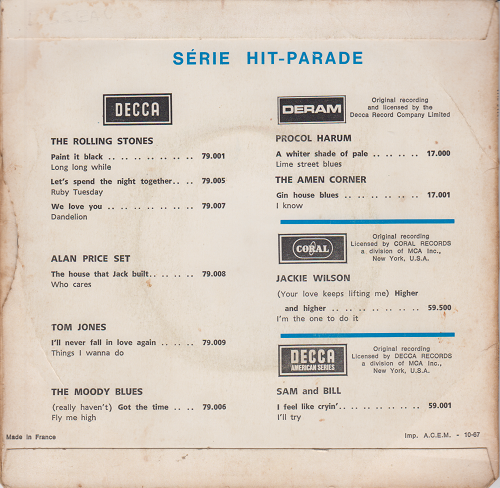 SÉRIE HIT-PARADE
DECCA
THE ROLLING STONES
Paint it black .. .. .. .. .. .. .. 79.001
Long long while
Let's spend the night together.. .. 79.005
Ruby Tuesday
We love you .. .. .. .. .. .. .. 79.007
Dandelion
ALAN PRICE SET
The house that Jack built.. .. .. .. 79.008
Who cares
TOM JONES
I'll never fall in love again .. .. .. 79.009
Things I wanna do
THE MOODY BLUES
(really haven't) Got the time .. .. 79.006
Fly me high
DERAM
Original recording
and licensed by the
Decca Record Company Limited
PROCOL HARUM
A whiter shade of pale .. .. .. .. 17.000
Lime street blues
THE AMEN CORNER
Gin house blues .. .. .. .. .. .. 17.001
I know
CORAL
Original recording
Licensed by CORAL RECORDS
a division of MCA Inc.,
New York, U.S.A.
JACKIE WILSON
(Your love keeps lifting me) Higher
and higher .. .. .. .. .. .. .. 59.500
I'm the one to do it
DECCA
AMERICAN SERIES
Original recording
Licensed by DECCA RECORDS
a division of MCA Inc.,
New York, U.S.A.
SAM and BILL
I feel like cryin'.. .. .. .. .. .. .. 59.001
I'll try
Made in France
Imp. A.C.E.M. - 10-67